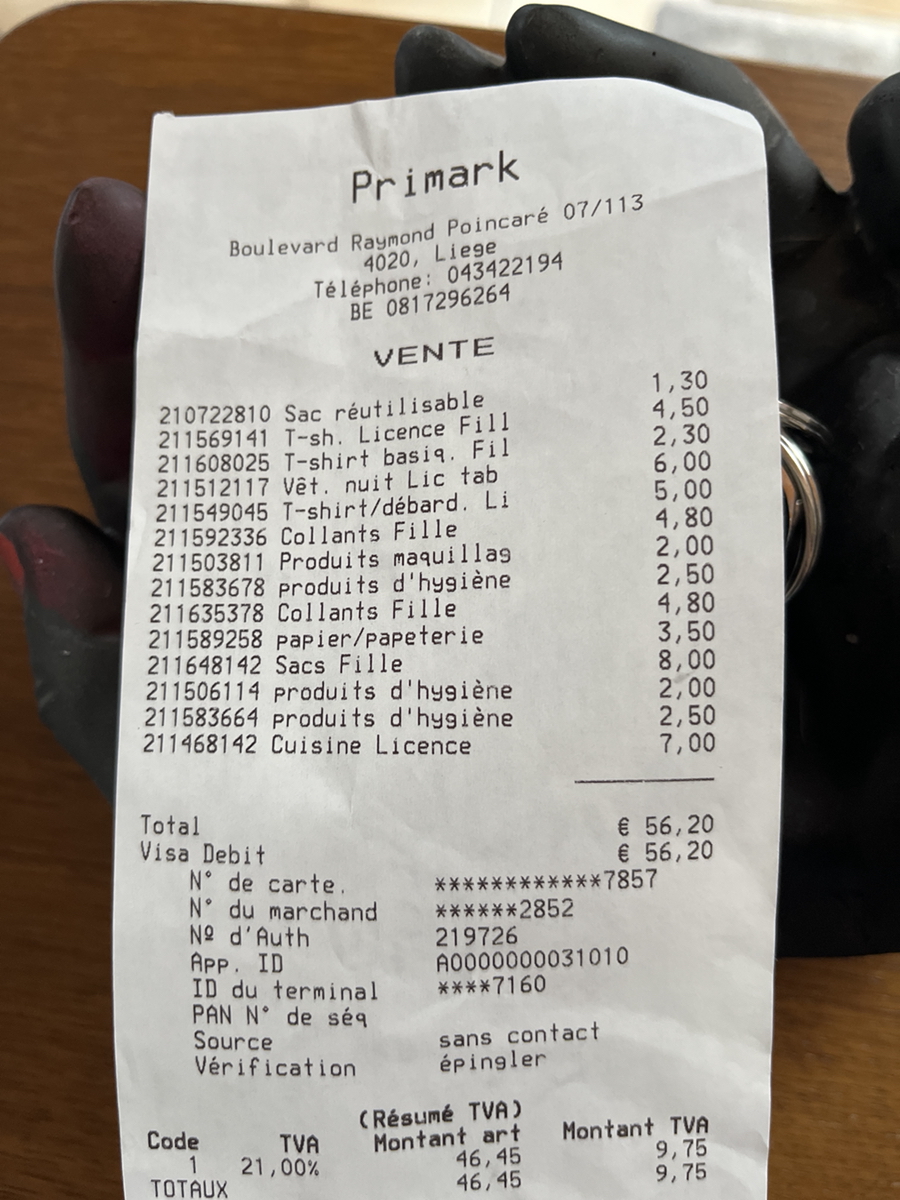 Primark
Boulevard Raymond Poincaré 07/113
4020, Liege
Téléphone: 043422194
BE 0817296264
VENTE
210722810 Sac réutilisable 1,30
211569141 T-sh. Licence Fill 4,50
211608025 T-shirt basiq. Fil 2,30
211512117 Vêt. nuit Lic tab 6,00
211549045 T-shirt/débard. Li 5,00
211592336 Collants Fille 4,80
211503811 Produits maquillag 2,00
211583678 produits d'hygiène 2,50
211635378 Collants Fille 4,80
211589258 papier/papeterie 3,50
211648142 Sacs Fille 8,00
211506114 produits d'hygiène 2,00
211583664 produits d'hygiène 2,50
211468142 Cuisine Licence 7,00
Total € 56,20
Visa Debit € 56,20
N° de carte. ************7857
N° du marchand ******2852
Nº d'Auth 219726
App. ID A0000000031010
ID du terminal ****7160
PAN N° de séq
Source sans contact
Vérification épingler
(Résumé TVA)
Code TVA Montant art Montant TVA
1 21,00% 46,45 9,75
TOTAUX 46,45 9,75